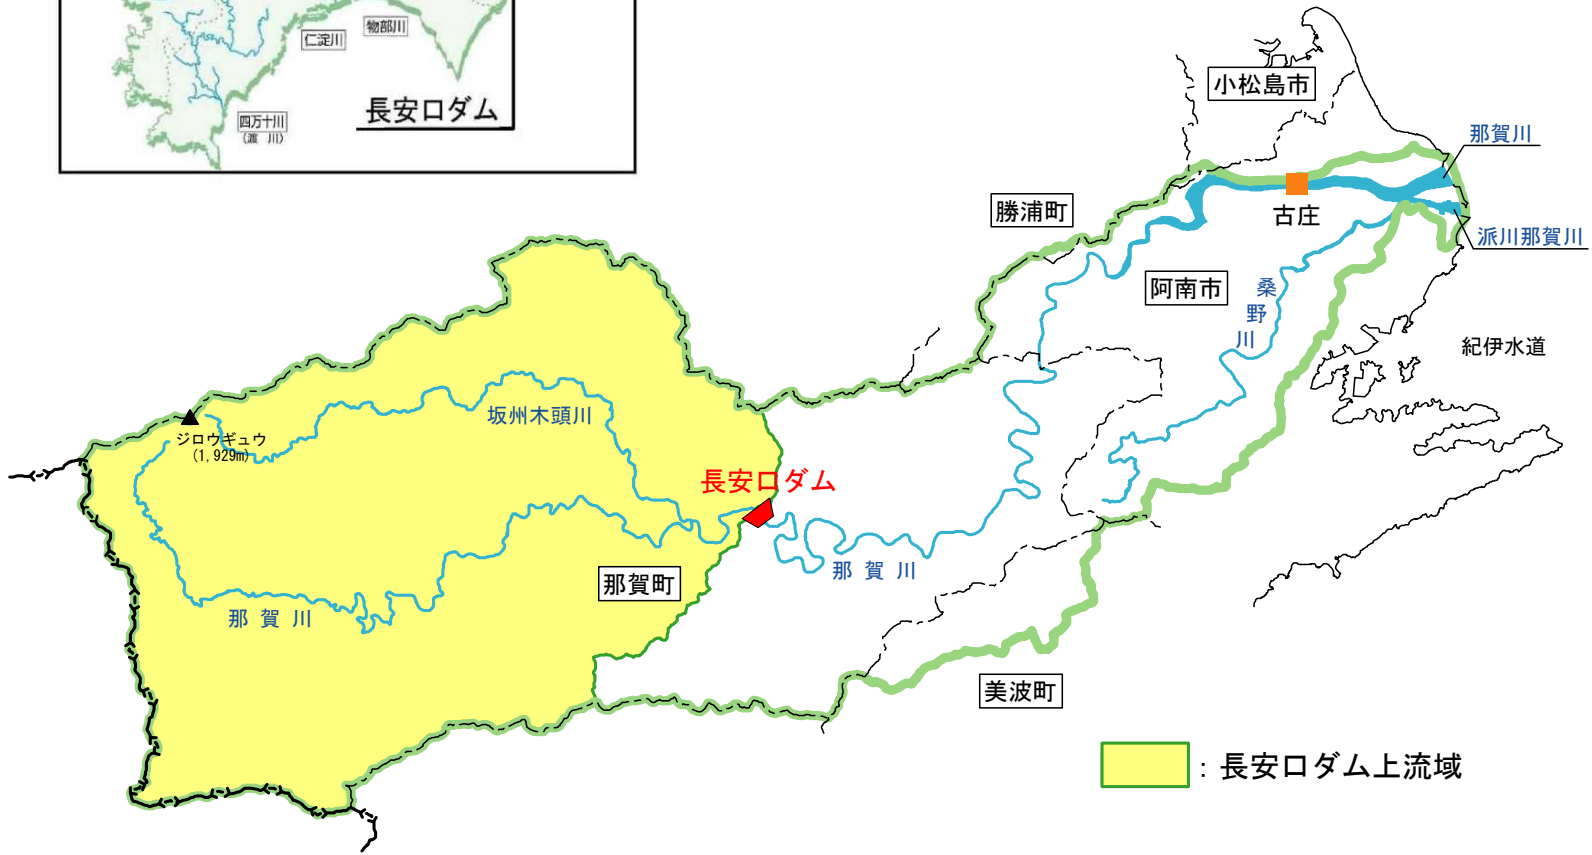 物部川
仁淀川
四万十川
(渡 川)
長安口ダム
小松島市
那賀川
勝浦町
古庄
派川那賀川
阿南市
桑野川
紀伊水道
坂州木頭川
ジロウギュウ
(1,929m)
長安口ダム
那賀川
那賀町
那賀川
美波町
: 長安口ダム上流域